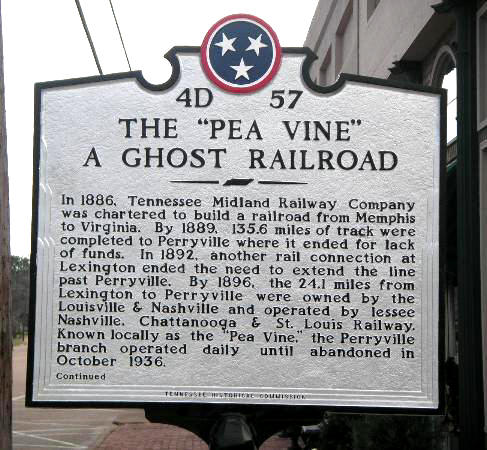 4D 57
THE "PEA VINE"
A GHOST RAILROAD
In 1886, Tennessee Midland Railway Company
was chartered to build a railroad from Memphis
to Virginia. By 1889, 135.6 miles of track were
completed to Perryville where it ended for lack
of funds. In 1892, another rail connection at
Lexington ended the need to extend the line
past Perryville. By 1896, the 24.1 miles from
Lexington to Perryville were owned by the
Louisville & Nashville and operated by lessee
Nashville, Chattanooga & St. Louis Railway.
Known locally as the "Pea Vine," the Perryville
branch operated daily until abandoned in
October 1936.
Continued
TENNESSEE HISTORICAL COMMISSION